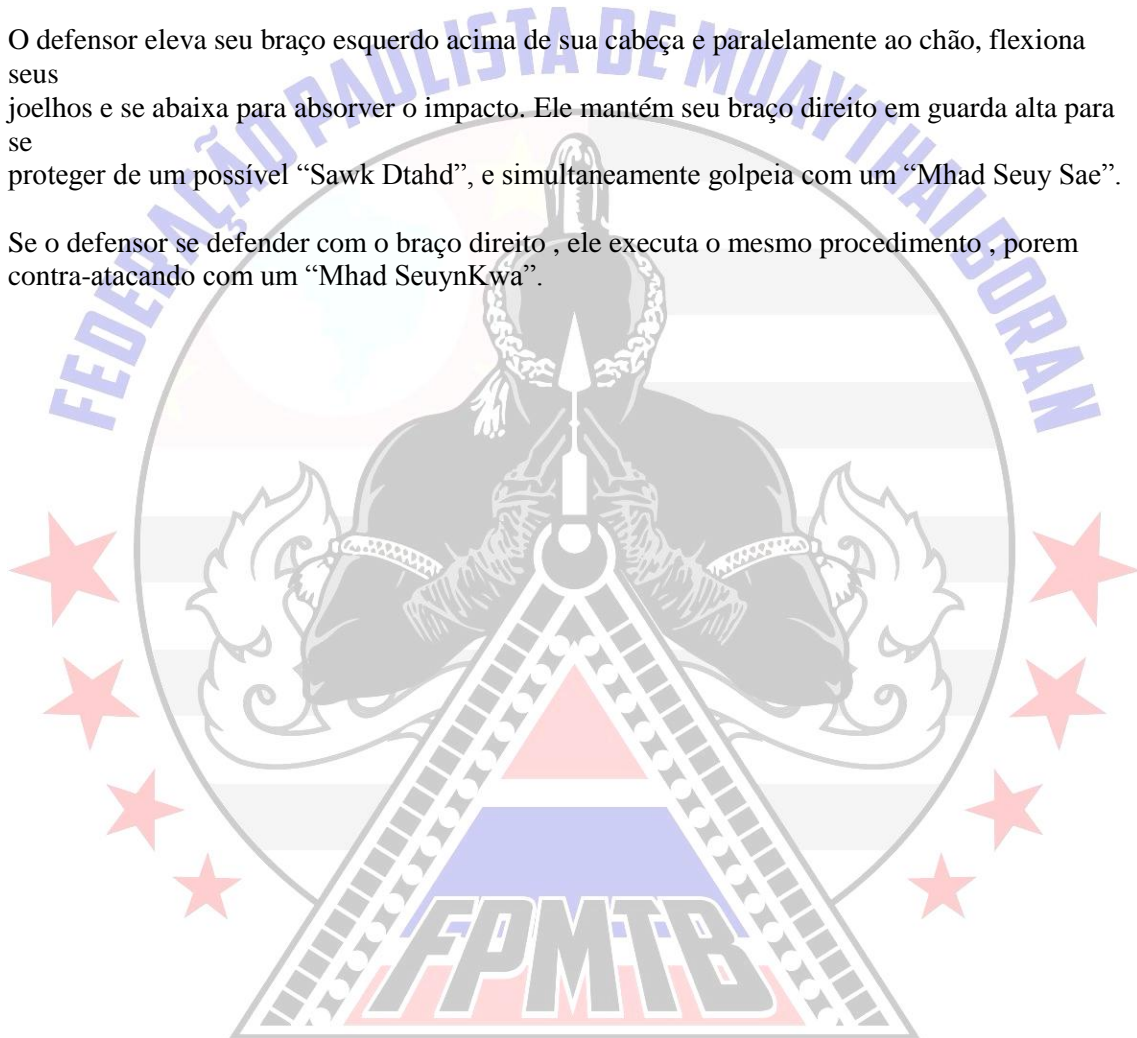 O defensor eleva seu braço esquerdo acima de sua cabeça e paralelamente ao chão, flexiona
seus
joelhos e se abaixa para absorver o impacto. Ele mantém seu braço direito em guarda alta para
se
proteger de um possível “Sawk Dtahd”, e simultaneamente golpeia com um “Mhad Seuy Sae”.
Se o defensor se defender com o braço direito , ele executa o mesmo procedimento , porem
contra-atacando com um “Mhad SeuynKwa”.
FEDERAÇÃO PAULISTA DE MUAYTHAI BORAN
FPMTB